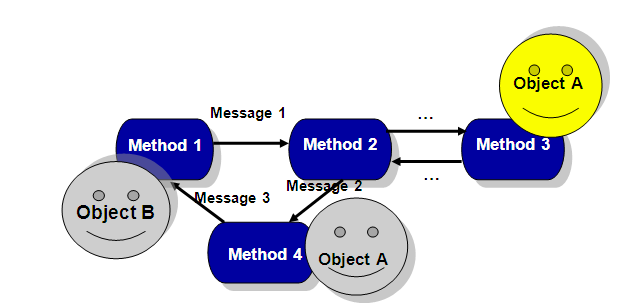 Object A
Message 1
...
Method 1
Method 2
Method 3
...
Message 2
Message 3
Object B
Method 4
Object A